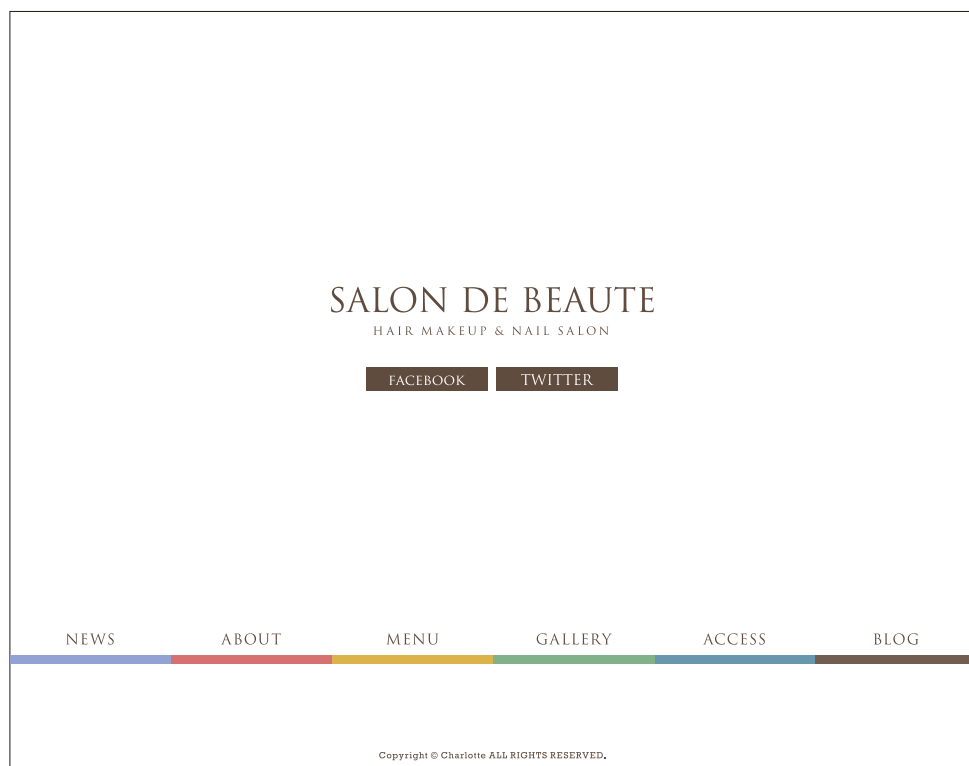 SALON DE BEAUTE
HAIR MAKEUP & NAIL SALON
FACEBOOK TWITTER
NEWS ABOUT MENU GALLERY ACCESS BLOG
Copyright © Charlotte ALL RIGHTS RESERVED.